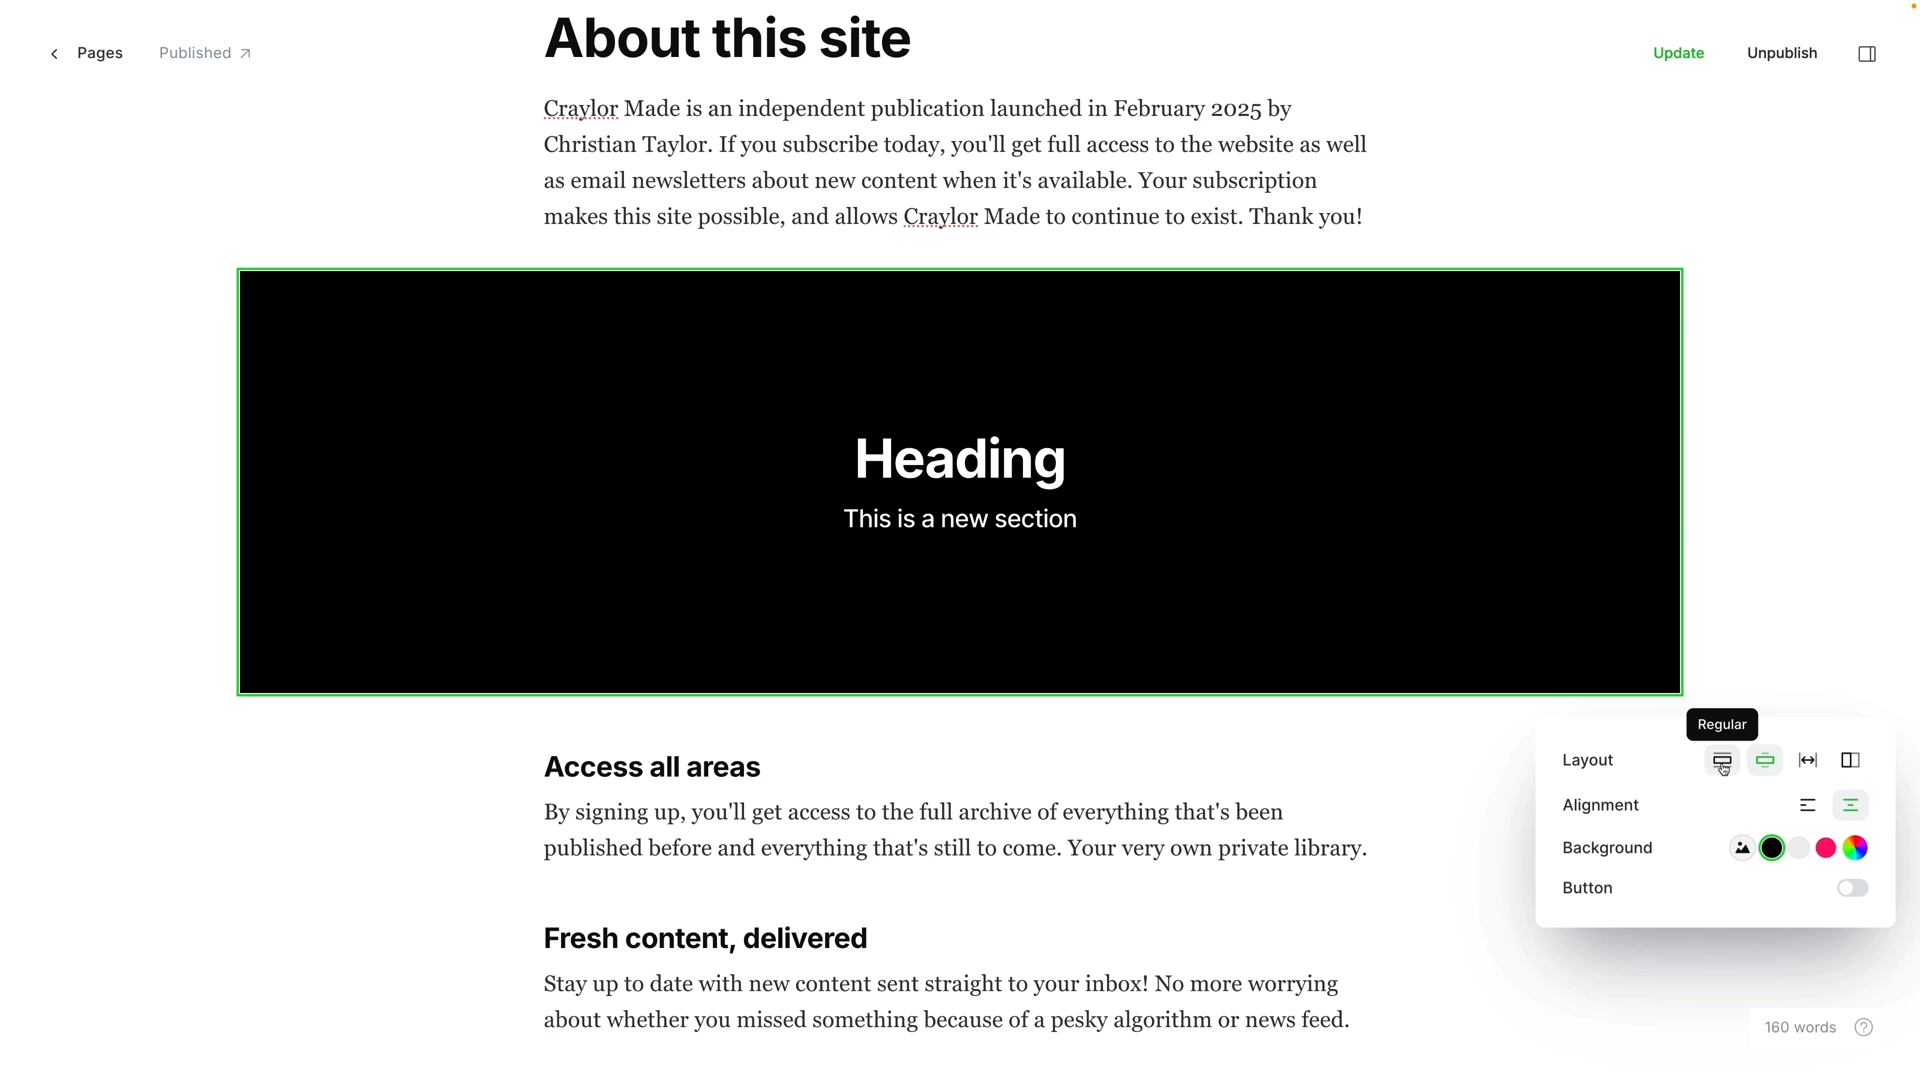 Pages
Published ↗
Update
Unpublish
About this site
Craylor Made is an independent publication launched in February 2025 by
Christian Taylor. If you subscribe today, you'll get full access to the website as well
as email newsletters about new content when it's available. Your subscription
makes this site possible, and allows Craylor Made to continue to exist. Thank you!
Heading
This is a new section
Regular
Layout
Alignment
Background
Button
Access all areas
By signing up, you'll get access to the full archive of everything that's been
published before and everything that's still to come. Your very own private library.
Fresh content, delivered
Stay up to date with new content sent straight to your inbox! No more worrying
about whether you missed something because of a pesky algorithm or news feed.
160 words
?